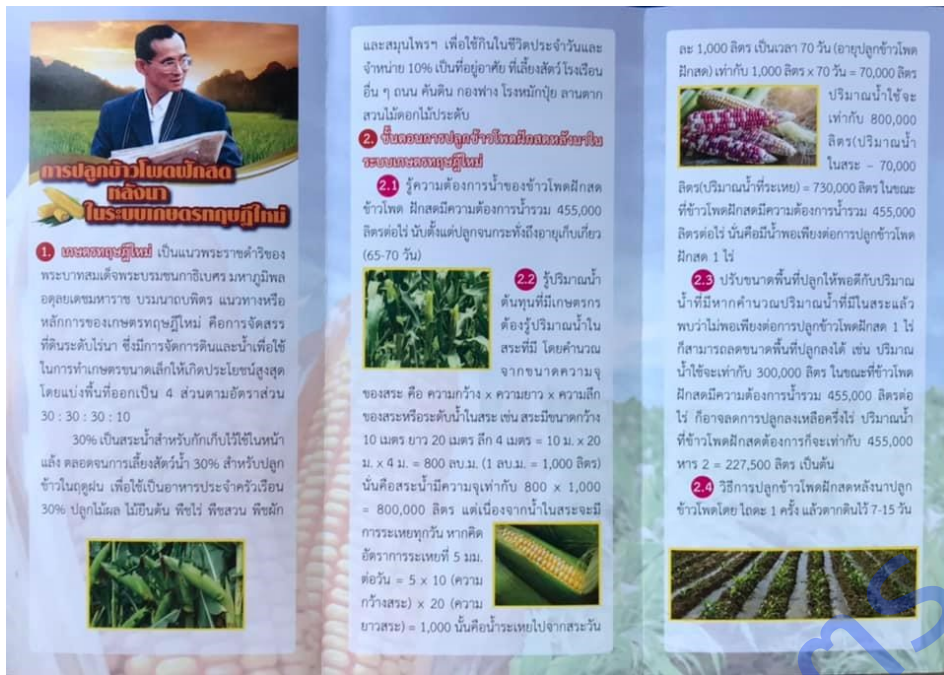 การปลูกข้าวโพดฝักสด
หลังนา
ในระบบเกษตรทฤษฎีใหม่
1. เกษตรทฤษฎีใหม่ เป็นแนวพระราชดำริของ
พระบาทสมเด็จพระบรมชนกาธิเบศร มหาภูมิพล
อดุลยเดชมหาราช บรมนาถบพิตร แนวทางหรือ
หลักการของเกษตรทฤษฎีใหม่ คือการจัดสรร
ที่ดินระดับไร่นา ซึ่งมีการจัดการดินและน้ำเพื่อใช้
ในการทำเกษตรขนาดเล็กให้เกิดประโยชน์สูงสุด
โดยแบ่งพื้นที่ออกเป็น 4 ส่วนตามอัตราส่วน
30 : 30 : 30 : 10
30% เป็นสระน้ำสำหรับกักเก็บไว้ใช้ในหน้า
แล้ง ตลอดจนการเลี้ยงสัตว์น้ำ 30% สำหรับปลูก
ข้าวในฤดูฝน เพื่อใช้เป็นอาหารประจำครัวเรือน
30% ปลูกไม้ผล ไม้ยืนต้น พืชไร่ พืชสวน พืชผัก
และสมุนไพรฯ เพื่อใช้กินในชีวิตประจำวันและ
จำหน่าย 10% เป็นที่อยู่อาศัย ที่เลี้ยงสัตว์ โรงเรือน
อื่น ๆ ถนน คันดิน กองฟาง โรงหมักปุ๋ย ลานตาก
สวนไม้ดอกไม้ประดับ
2. ขั้นตอนการปลูกข้าวโพดฝักสดหลังนาใน
ระบบเกษตรทฤษฎีใหม่
2.1 รู้ความต้องการน้ำของข้าวโพดฝักสด
ข้าวโพด ฝักสดมีความต้องการน้ำรวม 455,000
ลิตรต่อไร่ นับตั้งแต่ปลูกจนกระทั่งถึงอายุเก็บเกี่ยว
(65-70 วัน)
2.2 รู้ปริมาณน้ำ
ต้นทุนที่มีเกษตรกร
ต้องรู้ปริมาณน้ำใน
สระที่มี โดยคำนวณ
จากขนาดความจุ
ของสระ คือ ความกว้าง x ความยาว x ความลึก
ของสระหรือระดับน้ำในสระ เช่น สระมีขนาดกว้าง
10 เมตร ยาว 20 เมตร ลึก 4 เมตร = 10 ม. x 20
ม. x 4 ม. = 800 ลบ.ม. (1 ลบ.ม. = 1,000 ลิตร)
นั่นคือสระน้ำมีความจุเท่ากับ 800 x 1,000
= 800,000 ลิตร แต่เนื่องจากน้ำในสระจะมี
การระเหยทุกวัน หากคิด
อัตราการระเหยที่ 5 มม.
ต่อวัน = 5 x 10 (ความ
กว้างสระ) x 20 (ความ
ยาวสระ) = 1,000 นั้นคือน้ำระเหยไปจากสระวัน
ละ 1,000 ลิตร เป็นเวลา 70 วัน (อายุปลูกข้าวโพด
ฝักสด) เท่ากับ 1,000 ลิตร x 70 วัน = 70,000 ลิตร
ปริมาณน้ำใช้จะ
เท่ากับ 800,000
ลิตร(ปริมาณน้ำ
ในสระ – 70,000
ลิตร(ปริมาณน้ำที่ระเหย) = 730,000 ลิตร ในขณะ
ที่ข้าวโพดฝักสดมีความต้องการน้ำรวม 455,000
ลิตรต่อไร่ นั่นคือมีน้ำพอเพียงต่อการปลูกข้าวโพด
ฝักสด 1 ไร่
2.3 ปรับขนาดพื้นที่ปลูกให้พอดีกับปริมาณ
น้ำที่มีหากคำนวณปริมาณน้ำที่มีในสระแล้ว
พบว่าไม่พอเพียงต่อการปลูกข้าวโพดฝักสด 1 ไร่
ก็สามารถลดขนาดพื้นที่ปลูกลงได้ เช่น ปริมาณ
น้ำใช้จะเท่ากับ 300,000 ลิตร ในขณะที่ข้าวโพด
ฝักสดมีความต้องการน้ำรวม 455,000 ลิตรต่อ
ไร่ ก็อาจลดการปลูกลงเหลือครึ่งไร่ ปริมาณน้ำ
ที่ข้าวโพดฝักสดต้องการก็จะเท่ากับ 455,000
หาร 2 = 227,500 ลิตร เป็นต้น
2.4 วิธีการปลูกข้าวโพดฝักสดหลังนาปลูก
ข้าวโพดโดย ไถดะ 1 ครั้ง แล้วตากดินไว้ 7-15 วัน